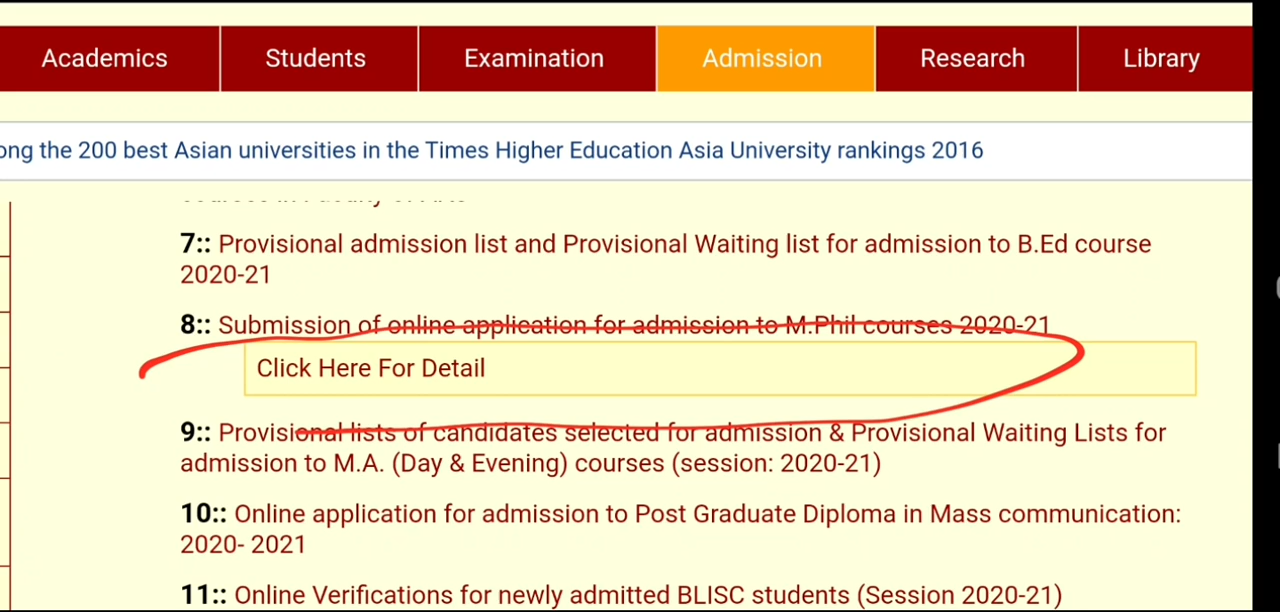 Academics Students Examination Admission Research Library
ong the 200 best Asian universities in the Times Higher Education Asia University rankings 2016
7:: Provisional admission list and Provisional Waiting list for admission to B.Ed course
2020-21
8:: Submission of online application for admission to M.Phil courses 2020-21
Click Here For Detail
9:: Provisional lists of candidates selected for admission & Provisional Waiting Lists for
admission to M.A. (Day & Evening) courses (session: 2020-21)
10:: Online application for admission to Post Graduate Diploma in Mass communication:
2020- 2021
11:: Online Verifications for newly admitted BLISC students (Session 2020-21)